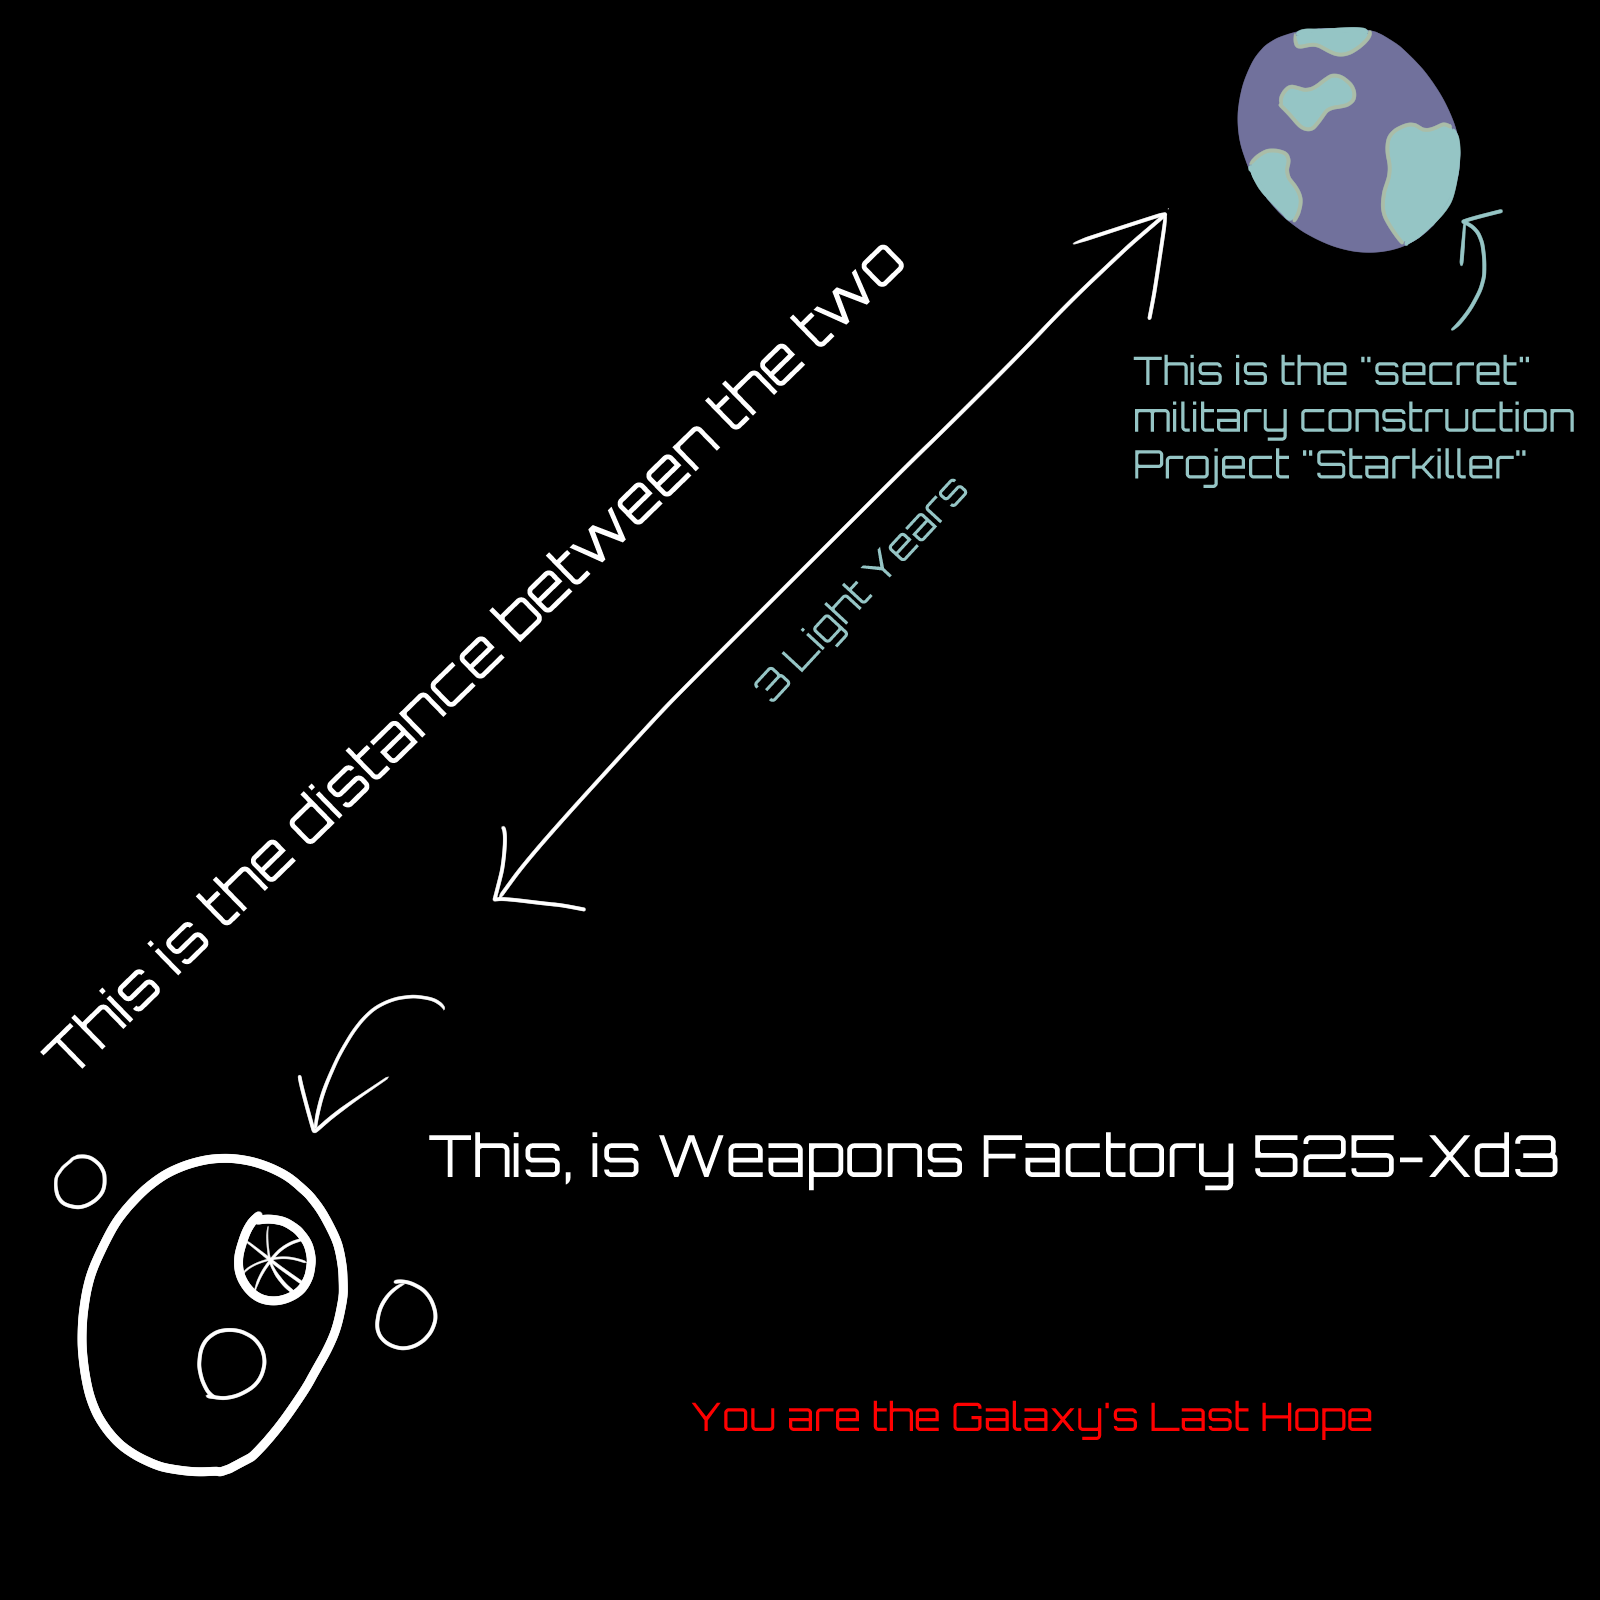 This is the distance between the two
3 Light Years
This is the "secret"
military construction
Project "Starkiller"
This, is Weapons Factory 525-Xd3
You are the Galaxy's Last Hope